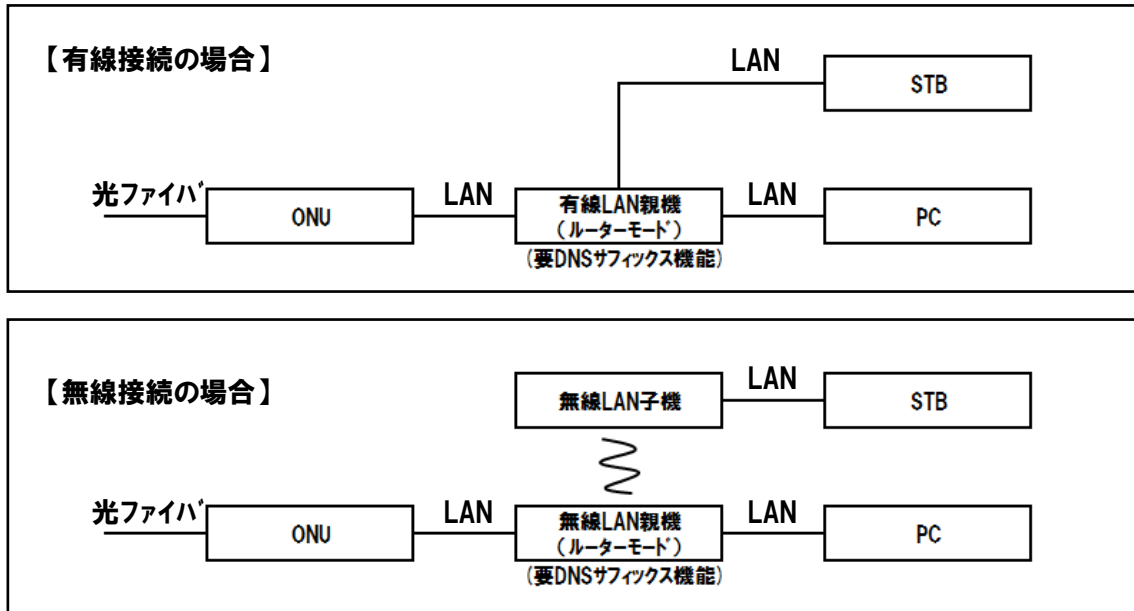 【有線接続の場合】
LAN
STB
光ファイバ
ONU
LAN
有線LAN親機
(ルーターモード)
(要DNSサフィックス機能)
LAN
PC
【無線接続の場合】
無線LAN子機
LAN
STB
光ファイバ
ONU
LAN
無線LAN親機
(ルーターモード)
(要DNSサフィックス機能)
LAN
PC